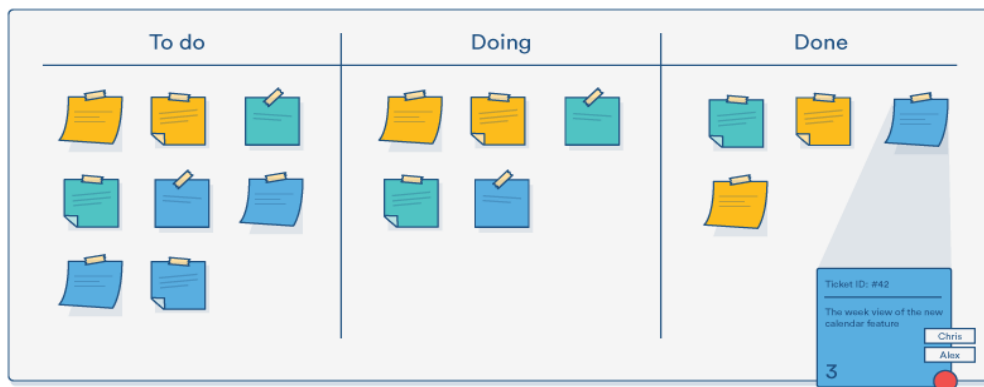 To do
Doing
Done
Ticket ID: #42
The week view of the new
calendar feature
Chris
Alex
3